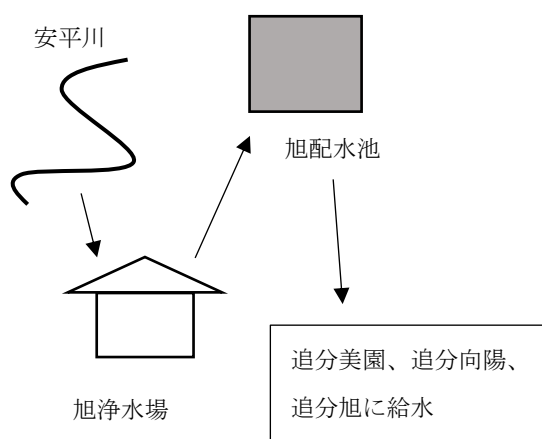 安平川
旭配水池
旭浄水場
追分美園、追分向陽、
追分旭に給水